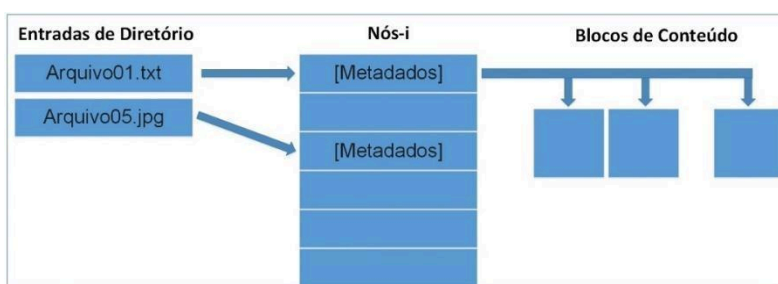 Entradas de Diretório
Nós-i
Blocos de Conteúdo
Arquivo01.txt
[Metadados]
Arquivo05.jpg
[Metadados]